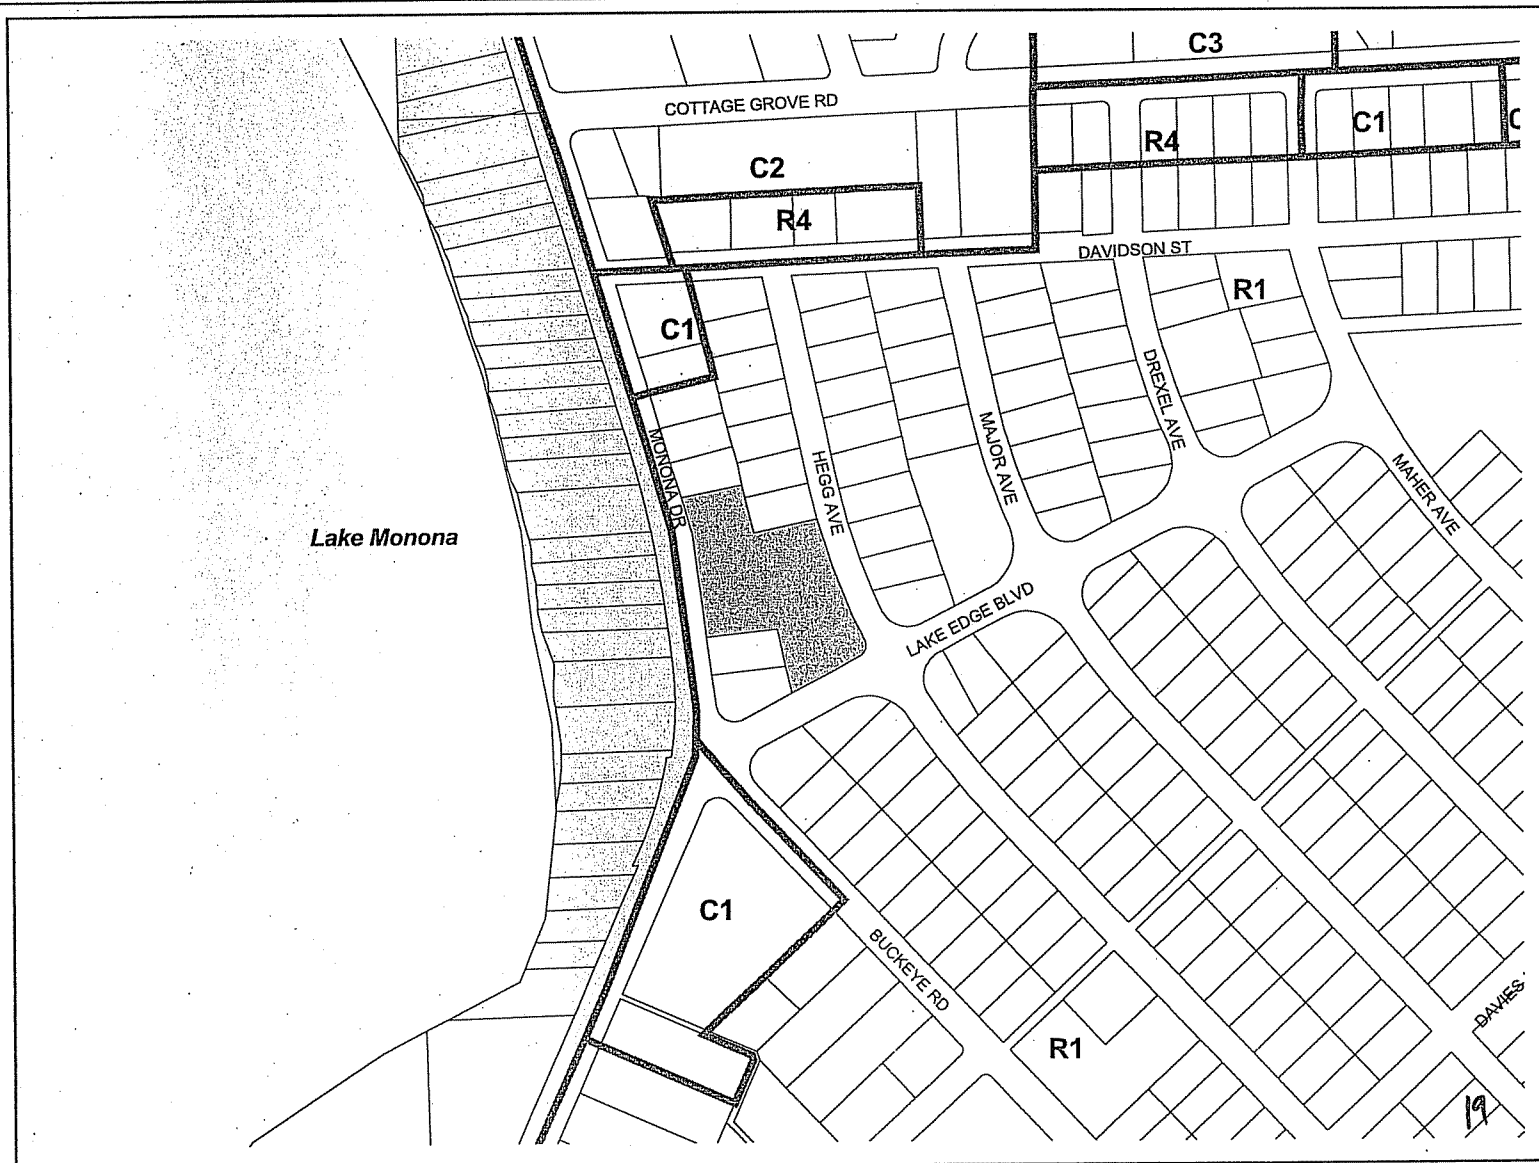 C3
COTTAGE GROVE RD
C2
R4
C1
C
R4
DAVIDSON ST
R1
C1
MONONA DR
HEGG AVE
MAJOR AVE
DREXEL AVE
MAHER AVE
Lake Monona
LAKE EDGE BLVD
C1
BUCKEYE RD
R1
DAVIES
19